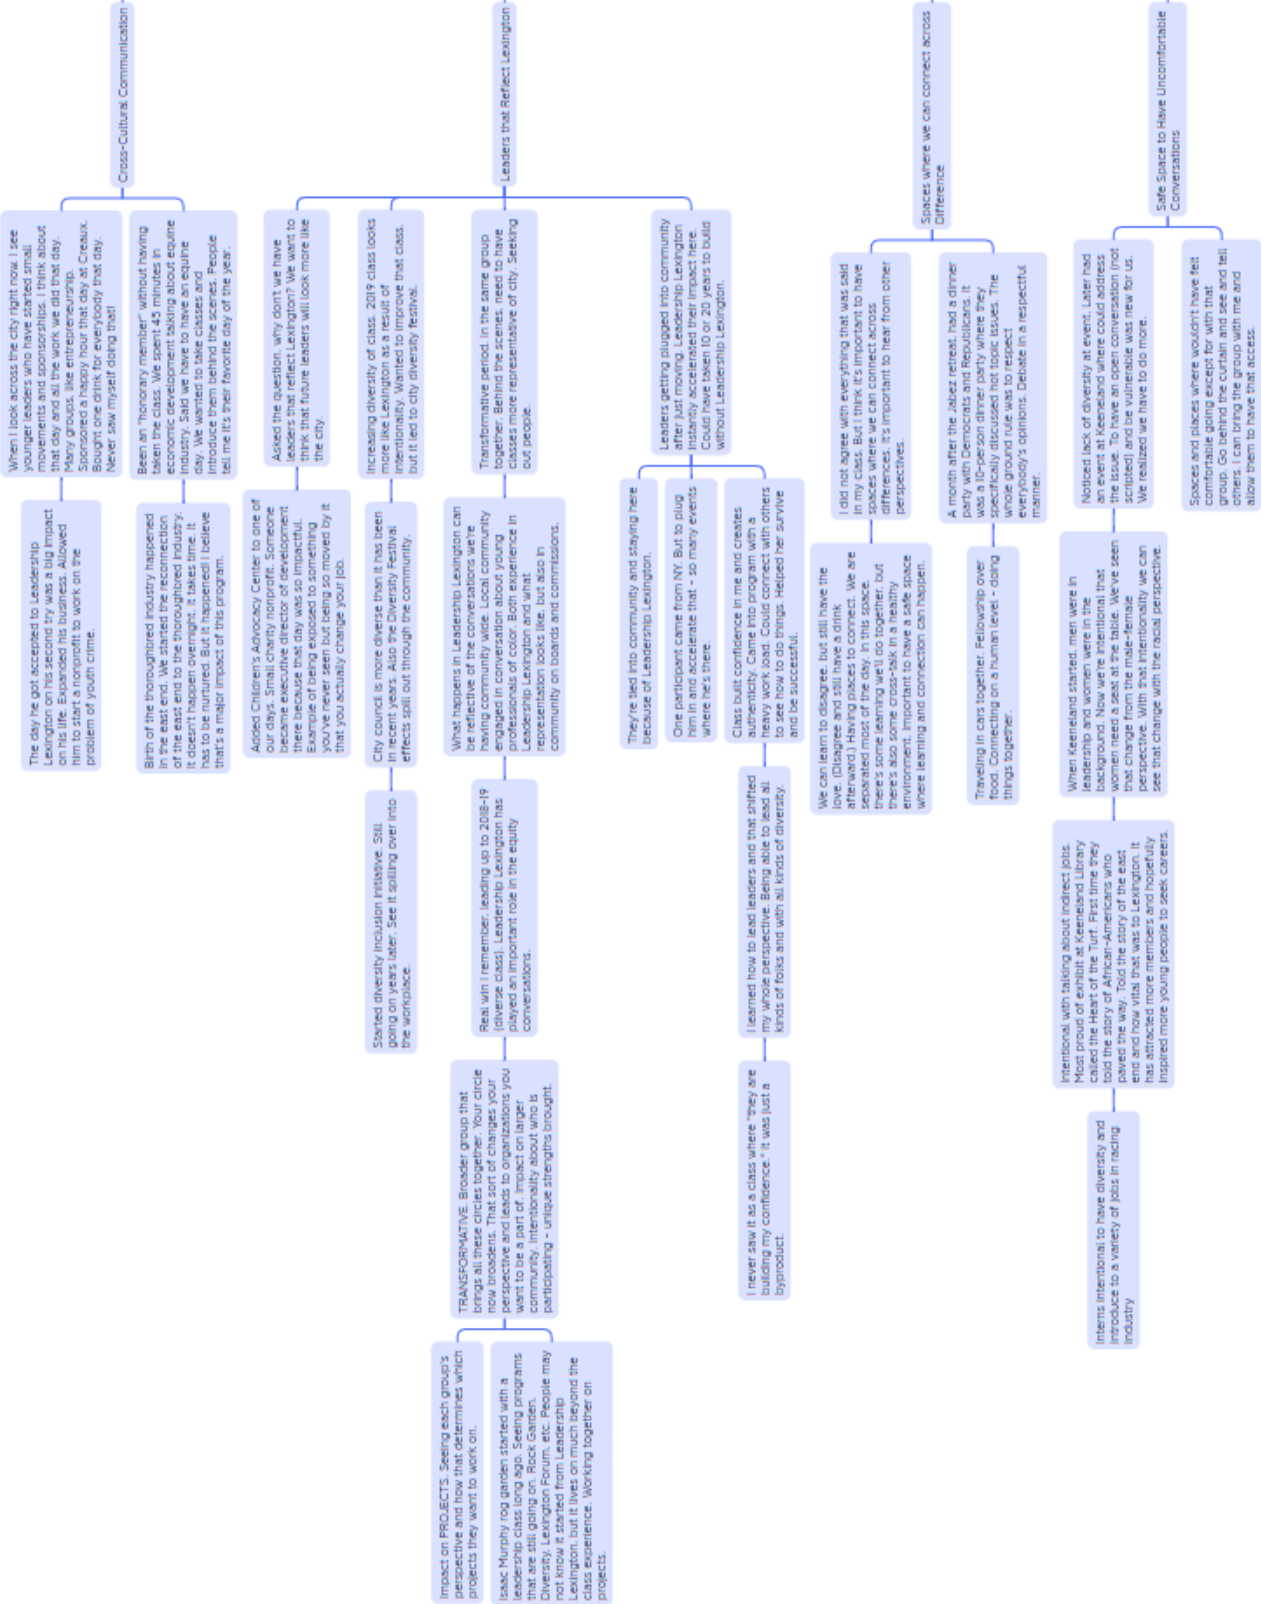 Cross-Cultural Communication
When I look across the city right now, I see
younger leaders who have started small
movements and sponsorships. I think about
that day and all the work we did that day.
Many groups, like entrepreneurship.
Sponsored a happy hour that day at Creaux.
Bought one drink for everybody that day.
Never saw myself doing that!
The day he got accepted to Leadership
Lexington on his second try was a big impact
on his life. Expanded his business. Allowed
him to start a nonprofit to work on the
problem of youth crime.
Been an "honorary member" without having
taken the class. We spent 45 minutes in
economic development talking about equine
industry. Said we have to have an equine
day. We wanted to take classes and
introduce them behind the scenes. People
tell me it's their favorite day of the year.
Birth of the thoroughbred industry happened
in the east end. We started the reconnection
of the east end to the thoroughbred industry.
It doesn't happen overnight. It takes time. It
has to be nurtured. But it happened! I believe
that's a major impact of this program.
Leaders that Reflect Lexington
Asked the question, why don't we have
leaders that reflect Lexington? We want to
think that future leaders will look more like
the city.
Added Children's Advocacy Center to one of
our days. Small charity nonprofit. Someone
became executive director of development
there because that day was so impactful.
Example of being exposed to something
you've never seen but being so moved by it
that you actually change your job.
Increasing diversity of class. 2019 class looks
more like Lexington as a result of
intentionality. Wanted to improve that class,
but it led to city diversity festival.
City council is more diverse than it has been
in recent years. Also the Diversity Festival
effects spill out through the community.
Started diversity inclusion initiative. Still
going on years later. See it spilling over into
the workplace.
Transformative period. In the same group
together. Behind the scenes, need to have
classes more representative of city. Seeking
out people.
What happens in Leadership Lexington can
be reflective of the conversations we're
having community wide. Local community
engaged in conversation about young
professionals of color. Both experience in
Leadership Lexington and what
representation looks like, but also in
community on boards and commissions.
Real win I remember, leading up to 2018-19
(diverse class). Leadership Lexington has
played an important role in the equity
conversations.
TRANSFORMATIVE. Broader group that
brings all these circles together. Your circle
now broadens. That sort of changes your
perspective and leads to organizations you
want to be a part of. Impact on larger
community. Intentionality about who is
participating - unique strengths brought.
Impact on PROJECTS. Seeing each group's
perspective and how that determines which
projects they want to work on.
Isaac Murphy rog garden started with a
leadership class long ago. Seeing programs
that are still going on. Rock Garden,
Diversity, Lexington Forum, etc. People may
not know it started from Leadership
Lexington, but it lives on much beyond the
class experience. Working together on
projects.
Leaders getting plugged into community
after just moving. Leadership Lexington
instantly accelerated their impact here.
Could have taken 10 or 20 years to build
without Leadership Lexington.
They're tied into community and staying here
because of Leadership Lexington.
One participant came from NY. But to plug
him in and accelerate that - so many events
where he's there.
Class built confidence in me and creates
authenticity. Came into program with a
heavy work load. Could connect with others
to see how to do things. Helped her survive
and be successful.
I learned how to lead leaders and that shifted
my whole perspective. Being able to lead all
kinds of folks and with all kinds of diversity.
I never saw it as a class where "they are
building my confidence." It was just a
byproduct.
Spaces where we can connect across
Difference
I did not agree with everything that was said
in my class. But I think it's important to have
spaces where we can connect across
differences. It's important to hear from other
perspectives.
We can learn to disagree, but still have the
love. (Disagree and still have a drink
afterward.) Having places to connect. We are
separated most of the day. In this space,
there's some learning we'll do together, but
there's also some cross-talk in a healthy
environment. Important to have a safe space
where learning and connection can happen.
A month after the Jabez retreat, had a dinner
party with Democrats and Republicans. It
was a 10-person dinner party where they
specifically discussed hot topic issues. The
whole ground rule was to respect
everybody's opinions. Debate in a respectful
manner.
Traveling in cars together. Fellowship over
food. Connecting on a human level - doing
things together.
Safe Space to Have Uncomfortable
Conversations
Noticed lack of diversity at event. Later had
an event at Keeneland where could address
the issue. To have an open conversation (not
scripted) and be vulnerable was new for us.
We realized we have to do more.
When Keeneland started, men were in
leadership and women were in the
background. Now we're intentional that
women need a seat at the table. We've seen
that change from the male-female
perspective. With that intentionality we can
see that change with the racial perspective.
Intentional with talking about indirect jobs.
Most proud of exhibit at Keeneland Library
called the Heart of the Turf. First time they
told the story of African-Americans who
paved the way. Told the story of the east
end and how vital that was to Lexington. It
has attracted more members and hopefully
inspired more young people to seek careers.
Interns intentional to have diversity and
introduce to a variety of jobs in racing
industry
Spaces and places where wouldn't have felt
comfortable going except for with that
group. Go behind the curtain and see and tell
others. I can bring the group with me and
allow them to have that access.